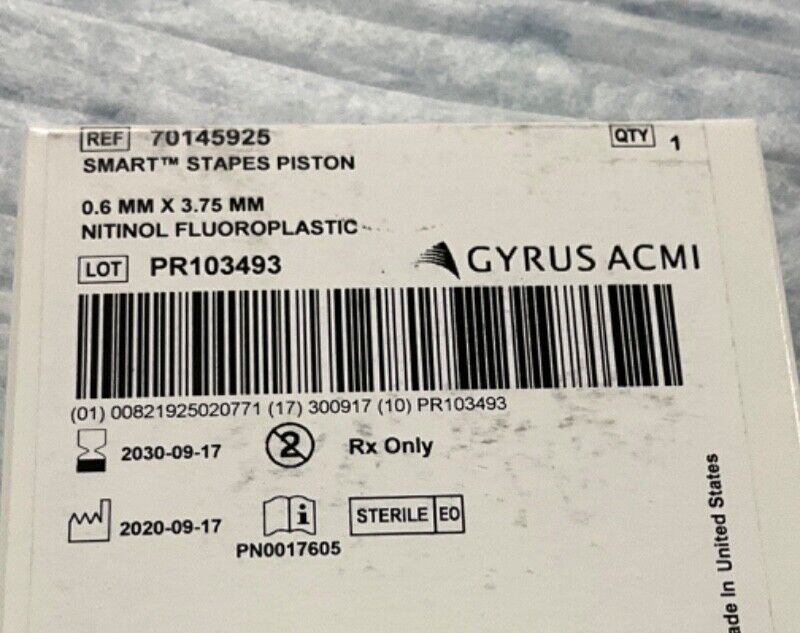 REF 70145925
QTY 1
SMART™ STAPES PISTON
0.6 MM X 3.75 MM
NITINOL FLUOROPLASTIC
LOT PR103493
GYRUS ACMI
(01) 00821925020771 (17) 300917 (10) PR103493
2030-09-17
2
Rx Only
2020-09-17
i
STERILE EO
PN0017605
ade In United States